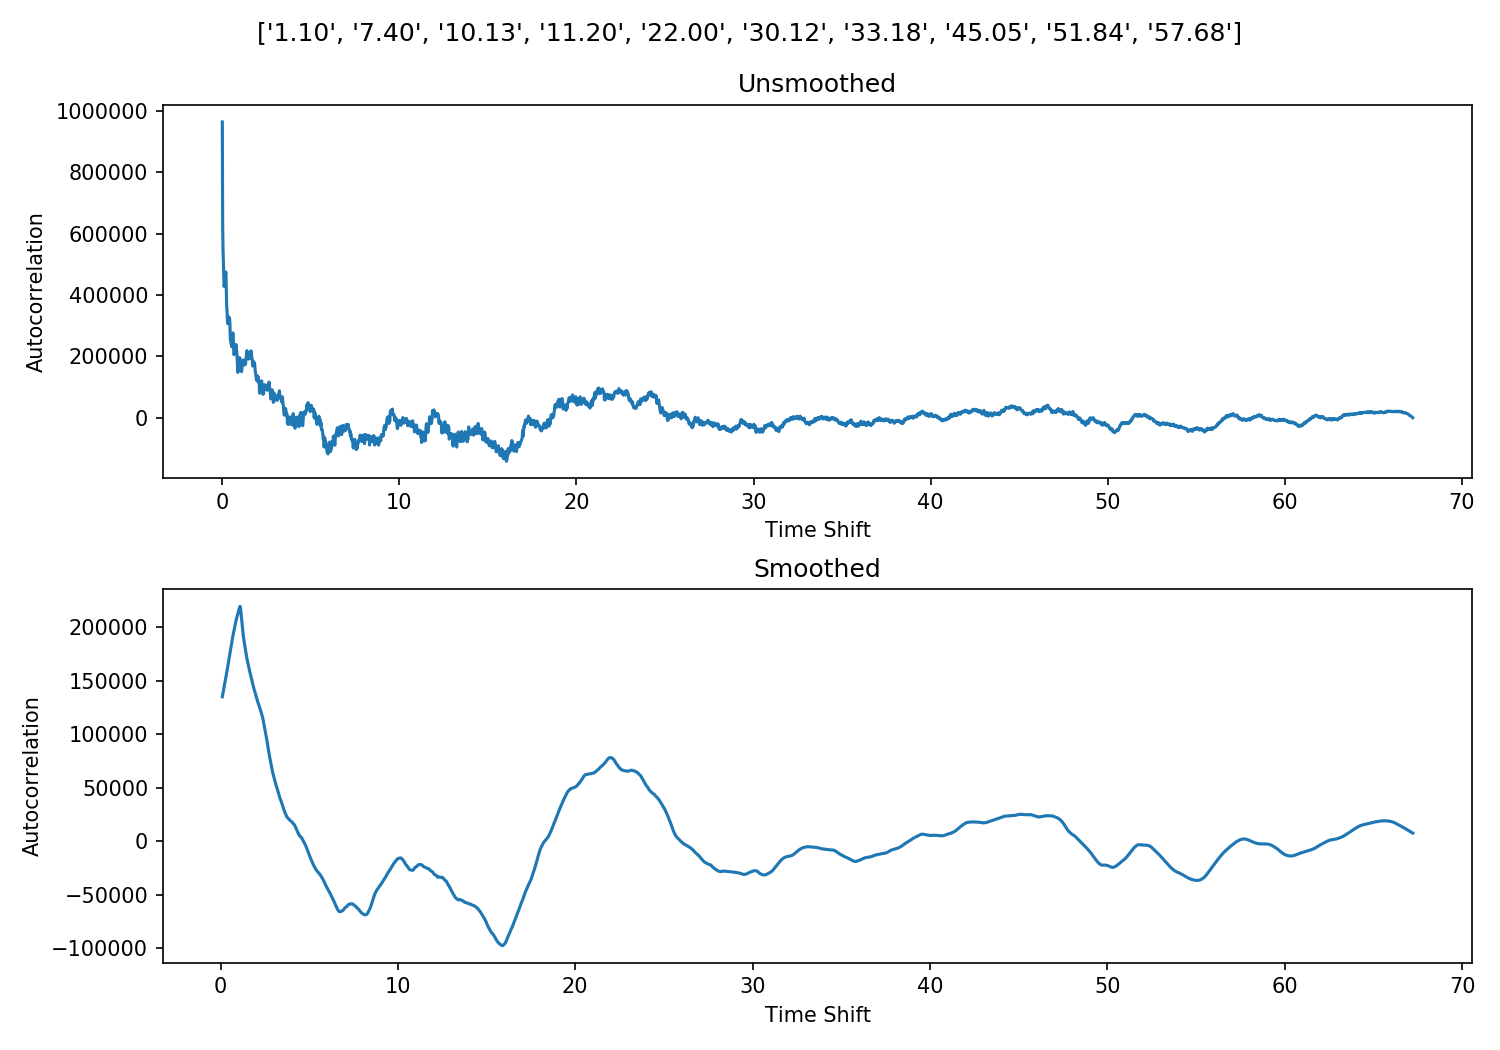 ['1.10', '7.40', '10.13', '11.20', '22.00', '30.12', '33.18', '45.05', '51.84', '57.68']
Unsmoothed
1000000
800000
600000
400000
200000
0
Autocorrelation
0 10 20 30 40 50 60 70
Time Shift
Smoothed
200000
150000
100000
50000
0
−50000
−100000
Autocorrelation
0 10 20 30 40 50 60 70
Time Shift